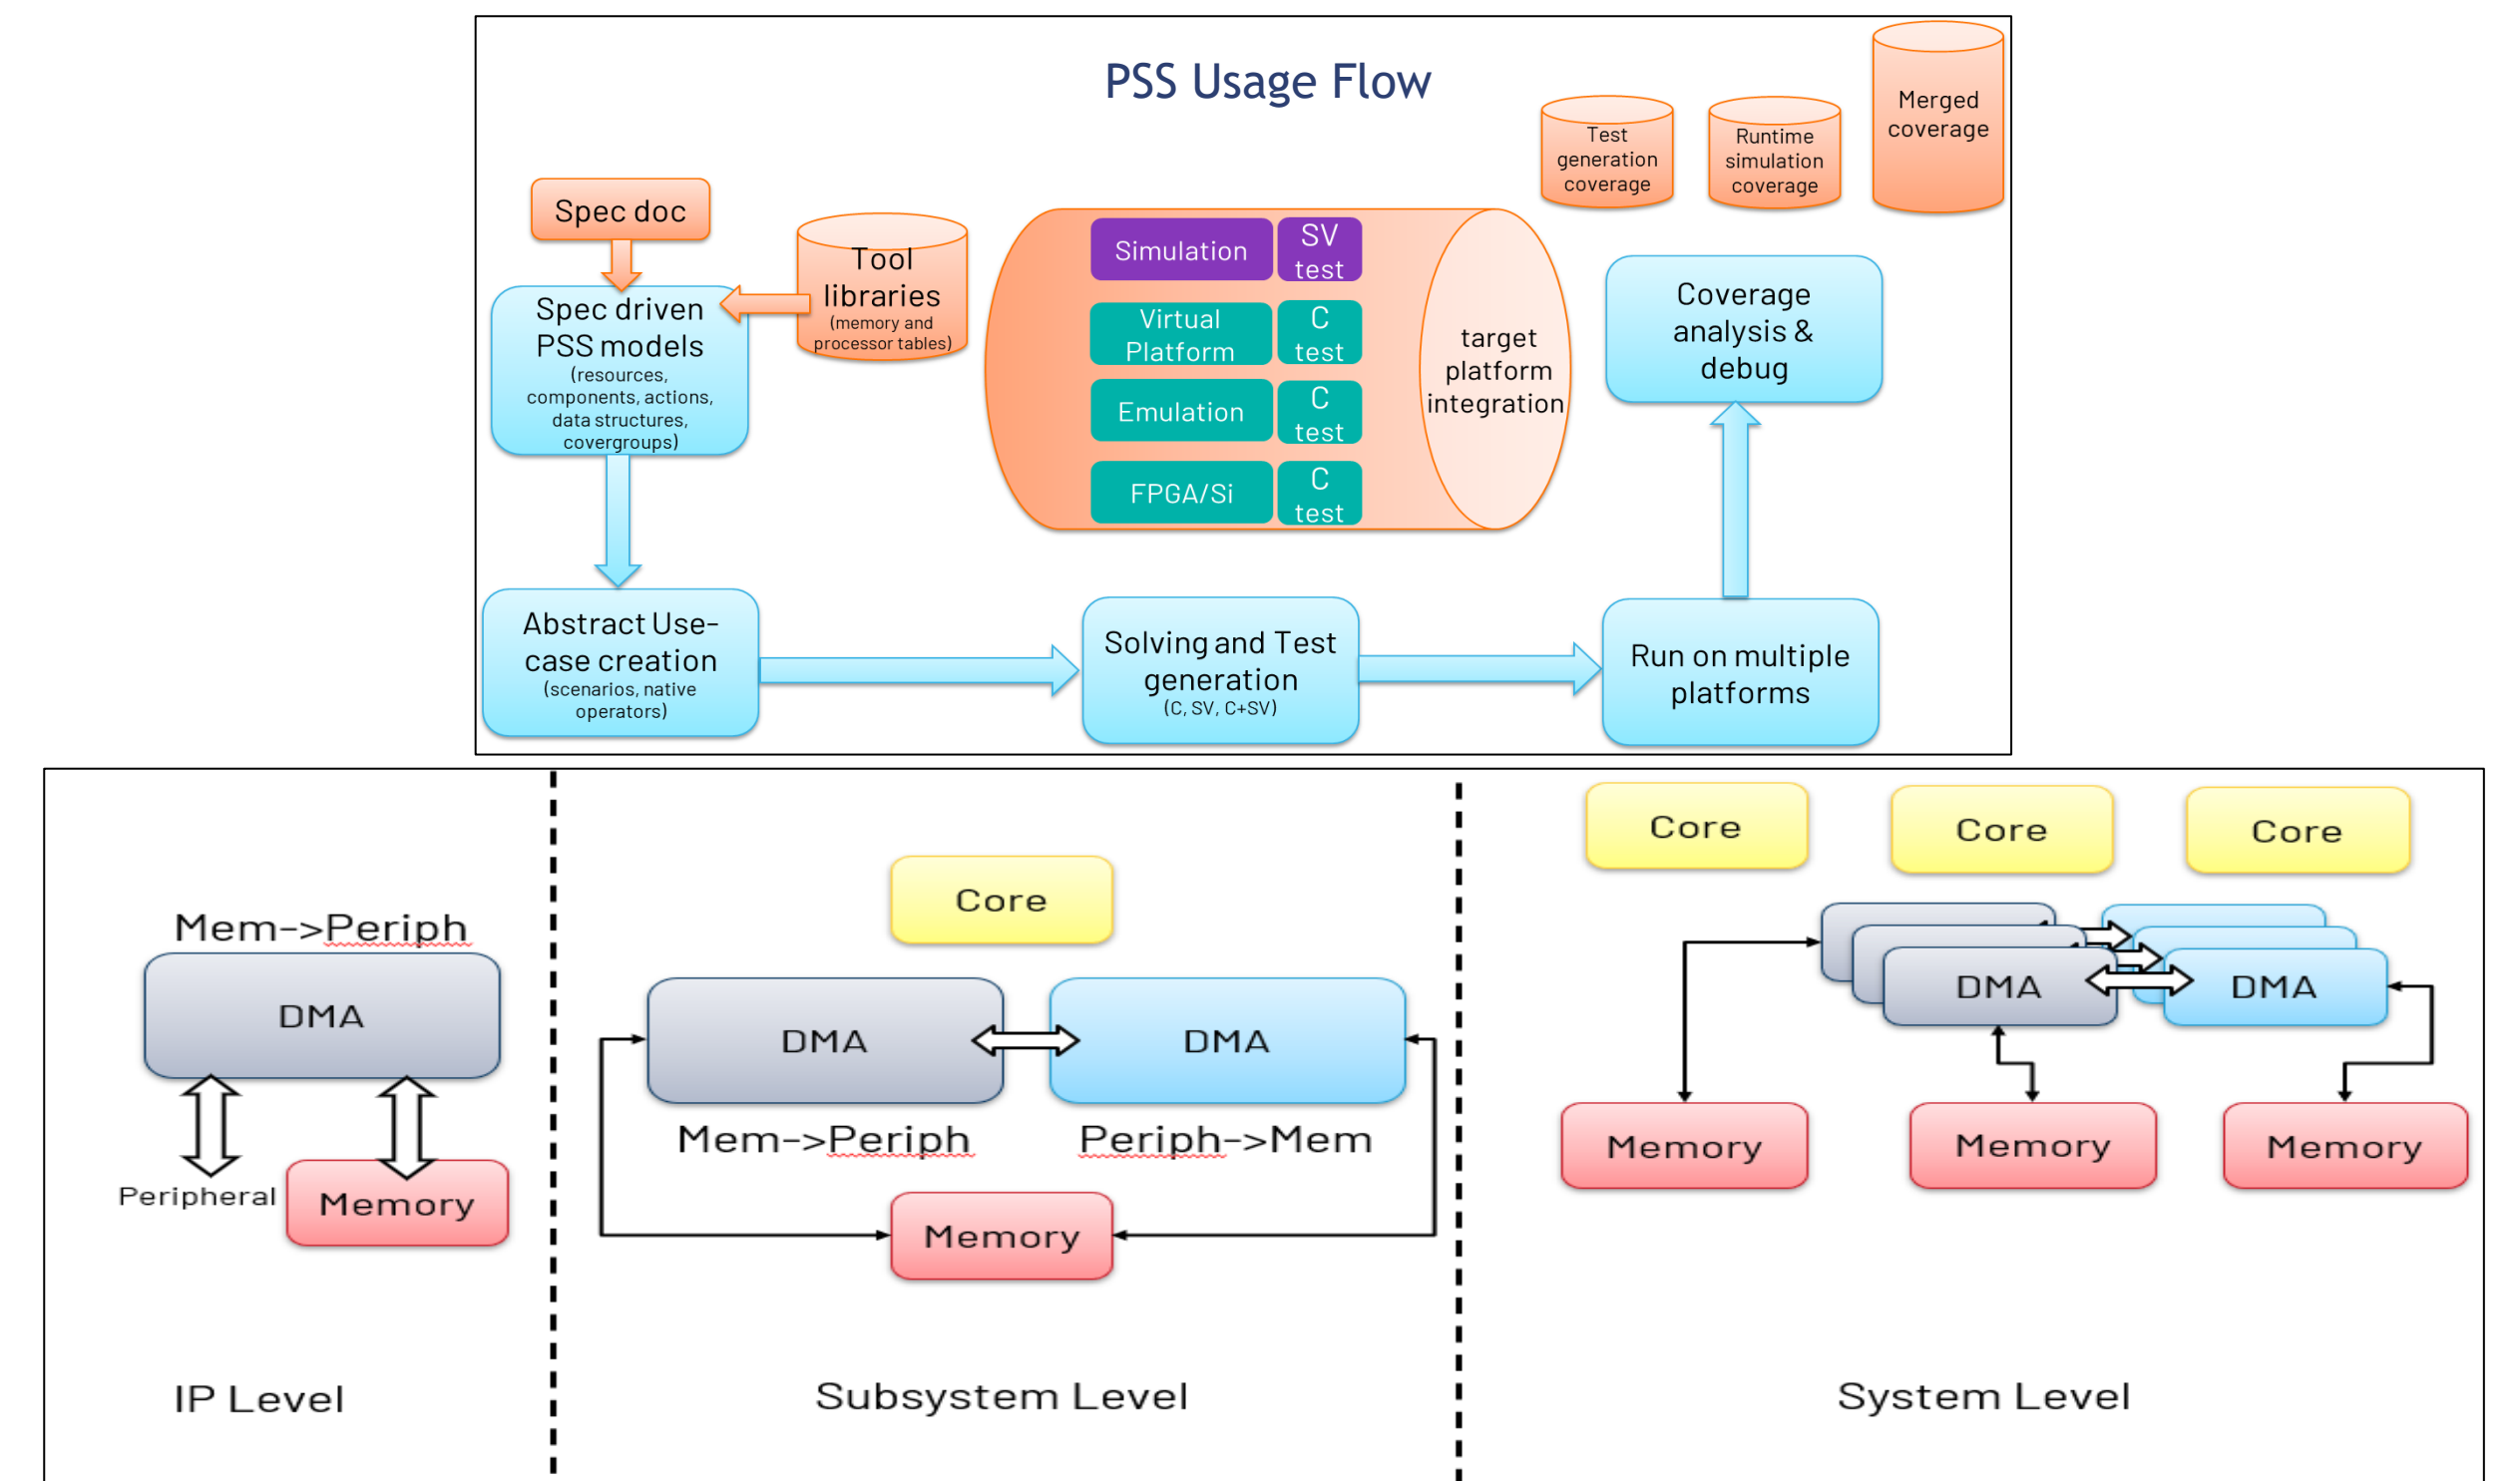 PSS Usage Flow
Test
generation
coverage
Runtime
simulation
coverage
Merged
coverage
Spec doc
Tool
libraries
(memory and
processor tables)
Spec driven
PSS models
(resources,
components, actions,
data structures,
covergroups)
Simulation
SV
test
Virtual
Platform
C
test
Emulation
C
test
FPGA/Si
C
test
target
platform
integration
Coverage
analysis &
debug
Abstract Use-
case creation
(scenarios, native
operators)
Solving and Test
generation
(C, SV, C+SV)
Run on multiple
platforms
Mem->Periph
DMA
Peripheral
Memory
IP Level
Core
DMA
DMA
Mem->Periph
Periph->Mem
Memory
Subsystem Level
Core
Core
Core
DMA
DMA
Memory
Memory
Memory
System Level